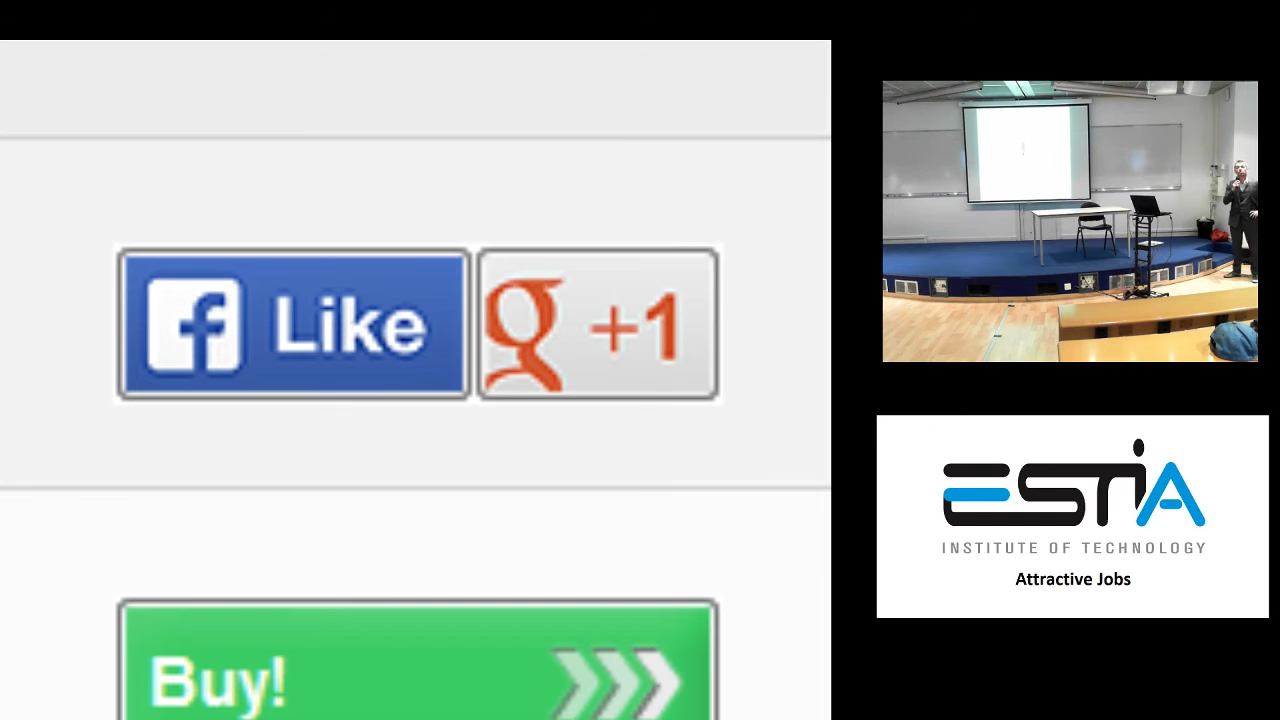 f Like
g +1
Buy!
ESTIA
INSTITUTE OF TECHNOLOGY
Attractive Jobs